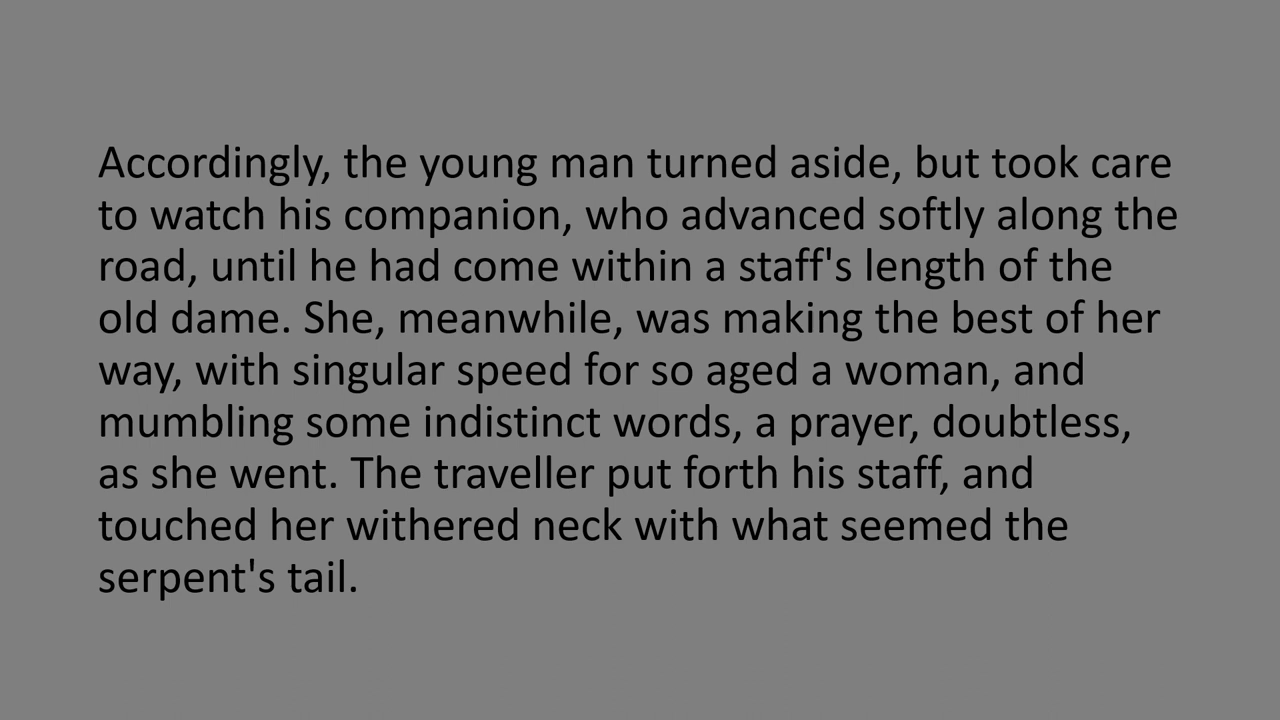 Accordingly, the young man turned aside, but took care
to watch his companion, who advanced softly along the
road, until he had come within a staff's length of the
old dame. She, meanwhile, was making the best of her
way, with singular speed for so aged a woman, and
mumbling some indistinct words, a prayer, doubtless,
as she went. The traveller put forth his staff, and
touched her withered neck with what seemed the
serpent's tail.